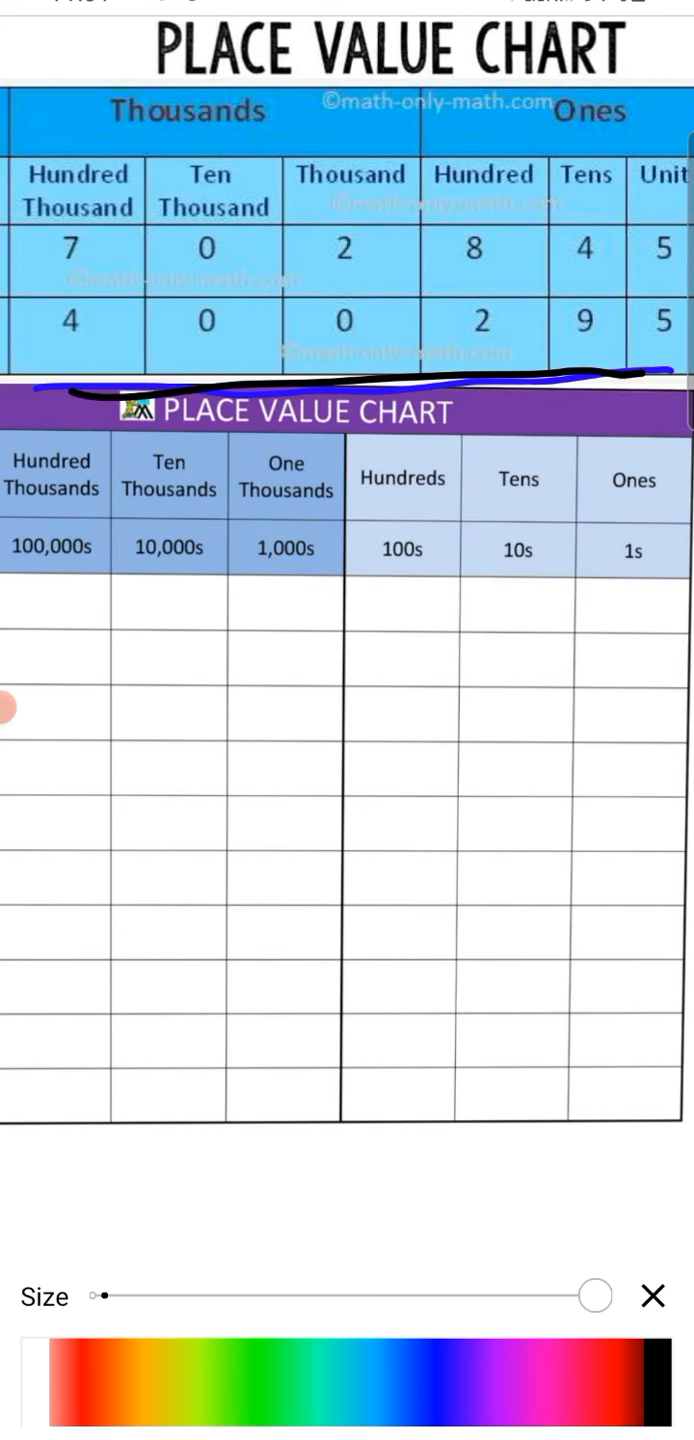 PLACE VALUE CHART
Thousands ©math-only-math.com Ones
Hundred Thousand Ten Thousand Thousand Hundred Tens Unit
7 0 2 8 4 5
4 0 0 2 9 5
PLACE VALUE CHART
Hundred Thousands Ten Thousands One Thousands Hundreds Tens Ones
100,000s 10,000s 1,000s 100s 10s 1s
Size